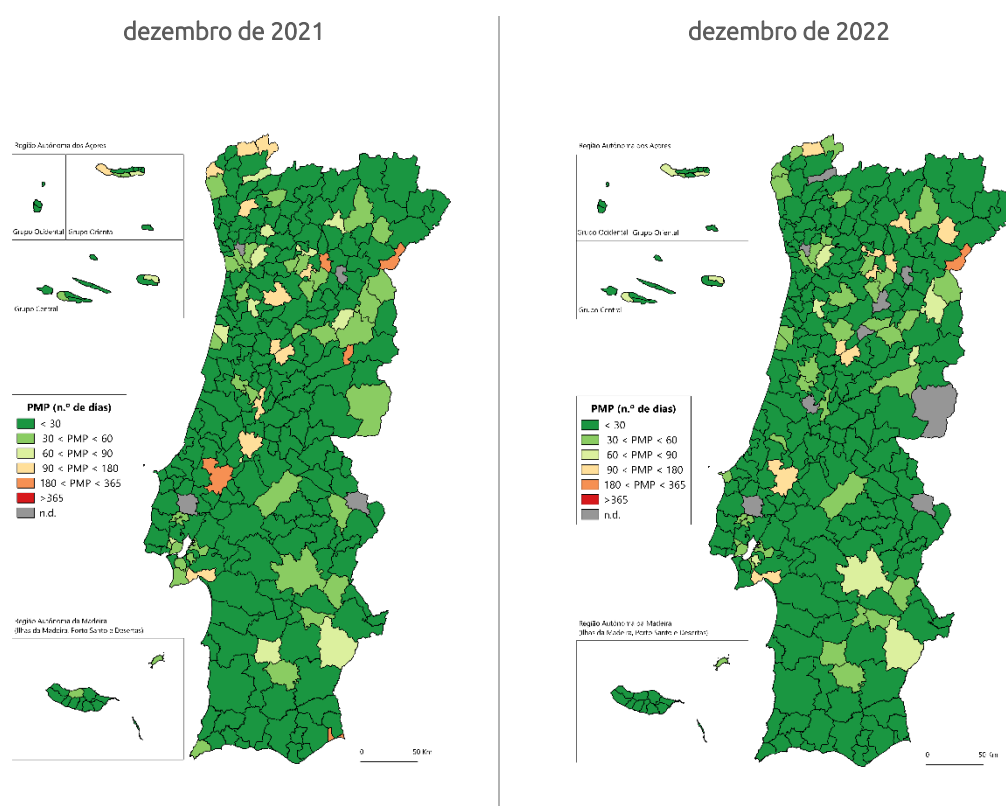 dezembro de 2021
Região Autónoma dos Açores
Grupo Ocidental
Grupo Oriental
Grupo Central
PMP (n.º de dias)
< 30
30 < PMP < 60
60 < PMP < 90
90 < PMP < 180
180 < PMP < 365
>365
n.d.
Região Autónoma da Madeira
(Ilhas da Madeira, Porto Santo e Desertas)
0 50 Km
dezembro de 2022
Região Autónoma dos Açores
Grupo Ocidental
Grupo Oriental
Grupo Central
PMP (n.º de dias)
< 30
30 < PMP < 60
60 < PMP < 90
90 < PMP < 180
180 < PMP < 365
>365
n.d.
Região Autónoma da Madeira
(Ilhas da Madeira, Porto Santo e Desertas)
0 50 Km